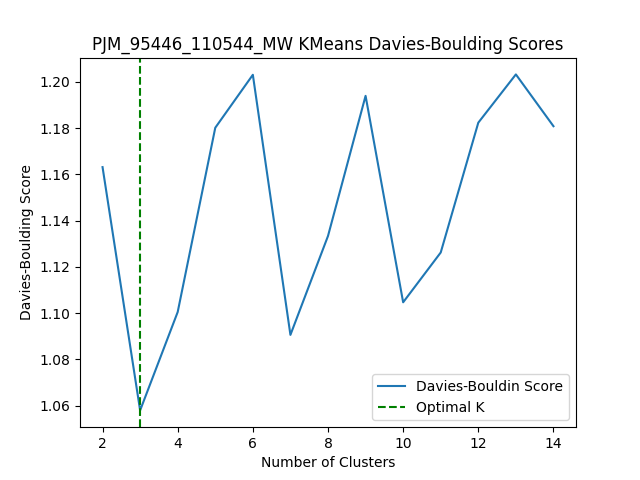 PJM_95446_110544_MW KMeans Davies-Boulding Scores
Davies-Boulding Score
1.20
1.18
1.16
1.14
1.12
1.10
1.08
1.06
Davies-Bouldin Score
Optimal K
2 4 6 8 10 12 14
Number of Clusters